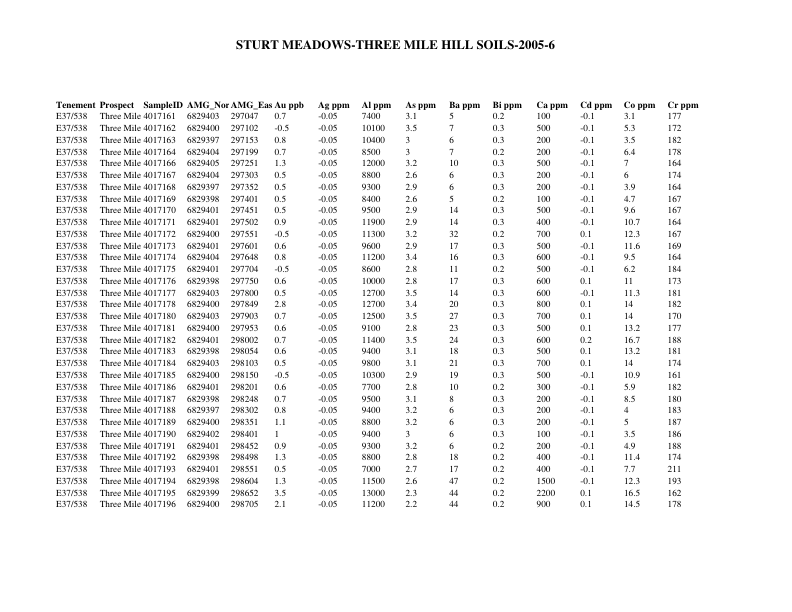 STURT MEADOWS-THREE MILE HILL SOILS-2005-6
Tenement Prospect SampleID AMG_Nor AMG_Eas Au ppb Ag ppm Al ppm As ppm Ba ppm Bi ppm Ca ppm Cd ppm Co ppm Cr ppm
E37/538 Three Mile 4017161 6829403 297047 0.7 -0.05 7400 3.1 5 0.2 100 -0.1 3.1 177
E37/538 Three Mile 4017162 6829400 297102 -0.5 -0.05 10100 3.5 7 0.3 500 -0.1 5.3 172
E37/538 Three Mile 4017163 6829397 297153 0.8 -0.05 10400 3 6 0.3 200 -0.1 3.5 182
E37/538 Three Mile 4017164 6829404 297199 0.7 -0.05 8500 3 7 0.2 200 -0.1 6.4 178
E37/538 Three Mile 4017166 6829405 297251 1.3 -0.05 12000 3.2 10 0.3 500 -0.1 7 164
E37/538 Three Mile 4017167 6829404 297303 0.5 -0.05 8800 2.6 6 0.3 200 -0.1 6 174
E37/538 Three Mile 4017168 6829397 297352 0.5 -0.05 9300 2.9 6 0.3 200 -0.1 3.9 164
E37/538 Three Mile 4017169 6829398 297401 0.5 -0.05 8400 2.6 5 0.2 100 -0.1 4.7 167
E37/538 Three Mile 4017170 6829401 297451 0.5 -0.05 9500 2.9 14 0.3 500 -0.1 9.6 167
E37/538 Three Mile 4017171 6829401 297502 0.9 -0.05 11900 2.9 14 0.3 400 -0.1 10.7 164
E37/538 Three Mile 4017172 6829400 297551 -0.5 -0.05 11300 3.2 32 0.2 700 0.1 12.3 167
E37/538 Three Mile 4017173 6829401 297601 0.6 -0.05 9600 2.9 17 0.3 500 -0.1 11.6 169
E37/538 Three Mile 4017174 6829404 297648 0.8 -0.05 11200 3.4 16 0.3 600 -0.1 9.5 164
E37/538 Three Mile 4017175 6829401 297704 -0.5 -0.05 8600 2.8 11 0.2 500 -0.1 6.2 184
E37/538 Three Mile 4017176 6829398 297750 0.6 -0.05 10000 2.8 17 0.3 600 0.1 11 173
E37/538 Three Mile 4017177 6829403 297800 0.5 -0.05 12700 3.5 14 0.3 600 -0.1 11.3 181
E37/538 Three Mile 4017178 6829400 297849 2.8 -0.05 12700 3.4 20 0.3 800 0.1 14 182
E37/538 Three Mile 4017180 6829403 297903 0.7 -0.05 12500 3.5 27 0.3 700 0.1 14 170
E37/538 Three Mile 4017181 6829400 297953 0.6 -0.05 9100 2.8 23 0.3 500 0.1 13.2 177
E37/538 Three Mile 4017182 6829401 298002 0.7 -0.05 11400 3.5 24 0.3 600 0.2 16.7 188
E37/538 Three Mile 4017183 6829398 298054 0.6 -0.05 9400 3.1 18 0.3 500 0.1 13.2 181
E37/538 Three Mile 4017184 6829403 298103 0.5 -0.05 9800 3.1 21 0.3 700 0.1 14 174
E37/538 Three Mile 4017185 6829400 298150 -0.5 -0.05 10300 2.9 19 0.3 500 -0.1 10.9 161
E37/538 Three Mile 4017186 6829401 298201 0.6 -0.05 7700 2.8 10 0.2 300 -0.1 5.9 182
E37/538 Three Mile 4017187 6829398 298248 0.7 -0.05 9500 3.1 8 0.3 200 -0.1 8.5 180
E37/538 Three Mile 4017188 6829397 298302 0.8 -0.05 9400 3.2 6 0.3 200 -0.1 4 183
E37/538 Three Mile 4017189 6829400 298351 1.1 -0.05 8800 3.2 6 0.3 200 -0.1 5 187
E37/538 Three Mile 4017190 6829402 298401 1 -0.05 9400 3 6 0.3 100 -0.1 3.5 186
E37/538 Three Mile 4017191 6829401 298452 0.9 -0.05 9300 3.2 6 0.3 200 -0.1 4.9 188
E37/538 Three Mile 4017192 6829398 298498 1.3 -0.05 8800 2.8 18 0.2 400 -0.1 11.4 174
E37/538 Three Mile 4017193 6829401 298551 0.5 -0.05 7000 2.7 17 0.2 400 -0.1 7.7 211
E37/538 Three Mile 4017194 6829398 298604 1.3 -0.05 11500 2.6 47 0.2 1500 -0.1 12.3 193
E37/538 Three Mile 4017195 6829399 298652 3.5 -0.05 13000 2.3 44 0.2 2200 0.1 16.5 162
E37/538 Three Mile 4017196 6829400 298705 2.1 -0.05 11200 2.2 44 0.2 900 0.1 14.5 178